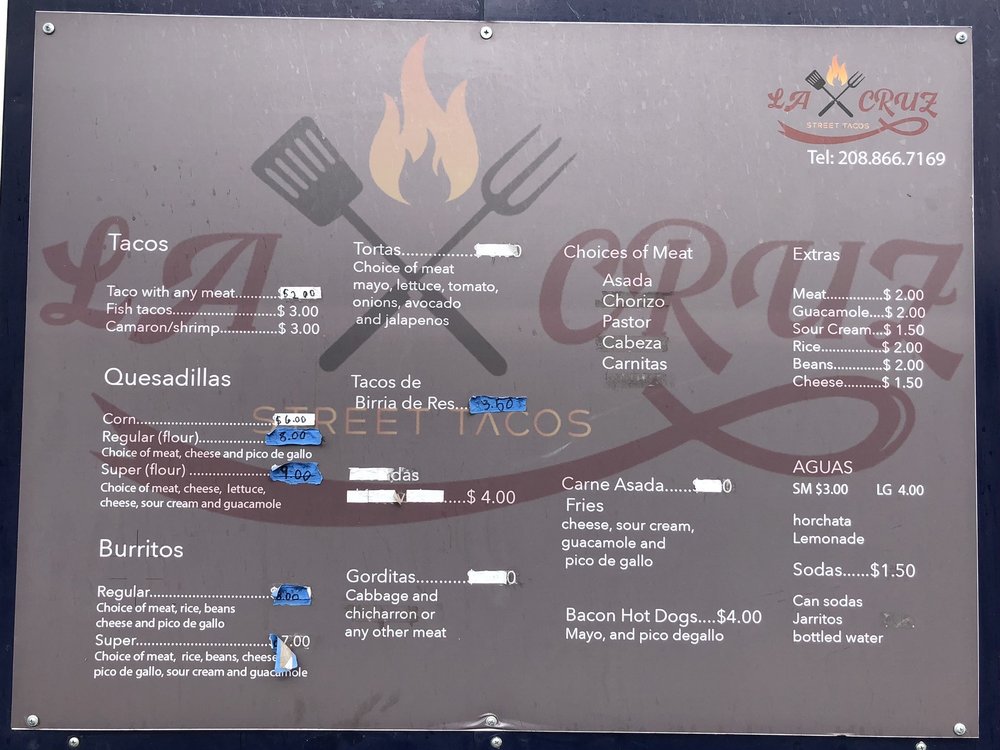 LA CRUZ
STREET TACOS
Tel: 208.866.7169
LA CRUZ
STREET TACOS
Tacos
Taco with any meat..............$2.00
Fish tacos........................$ 3.00
Camaron/shrimp..............$ 3.00
Quesadillas
Corn..............................$6.00
Regular (flour)....................8.00
Choice of meat, cheese and pico de gallo
Super (flour) ....................9.00
Choice of meat, cheese, lettuce,
cheese, sour cream and guacamole
Burritos
Regular..............................
Choice of meat, rice, beans
cheese and pico de gallo
Super..............................7.00
Choice of meat, rice, beans, cheese
pico de gallo, sour cream and guacamole
Tortas..............
Choice of meat
mayo, lettuce, tomato,
onions, avocado
and jalapenos
Tacos de
Birria de Res...3.50
.....$ 4.00
Gorditas..........
Cabbage and
chicharron or
any other meat
Choices of Meat
Asada
Chorizo
Pastor
Cabeza
Carnitas
Carne Asada......
Fries
cheese, sour cream,
guacamole and
pico de gallo
Bacon Hot Dogs....$4.00
Mayo, and pico degallo
Extras
Meat.............$ 2.00
Guacamole....$ 2.00
Sour Cream...$ 1.50
Rice..............$ 2.00
Beans............$ 2.00
Cheese..........$ 1.50
AGUAS
SM $3.00 LG 4.00
horchata
Lemonade
Sodas......$1.50
Can sodas
Jarritos
bottled water